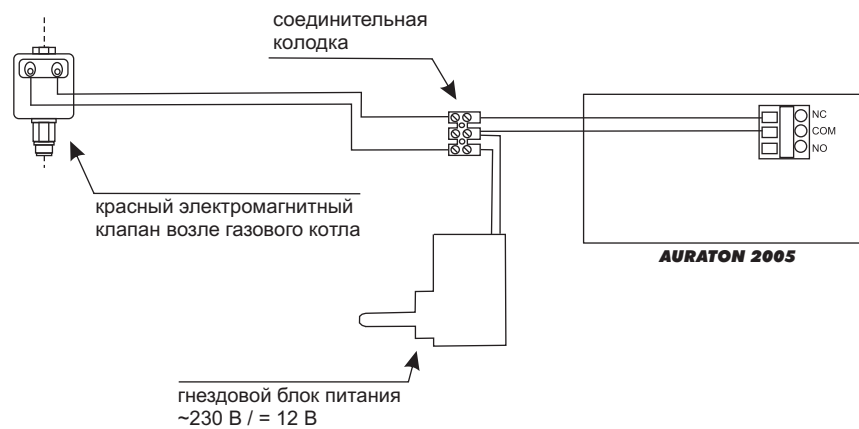 соединительная
колодка
NC
COM
NO
красный электромагнитный
клапан возле газового котла
AURATON 2005
гнездовой блок питания
~230 В / = 12 В